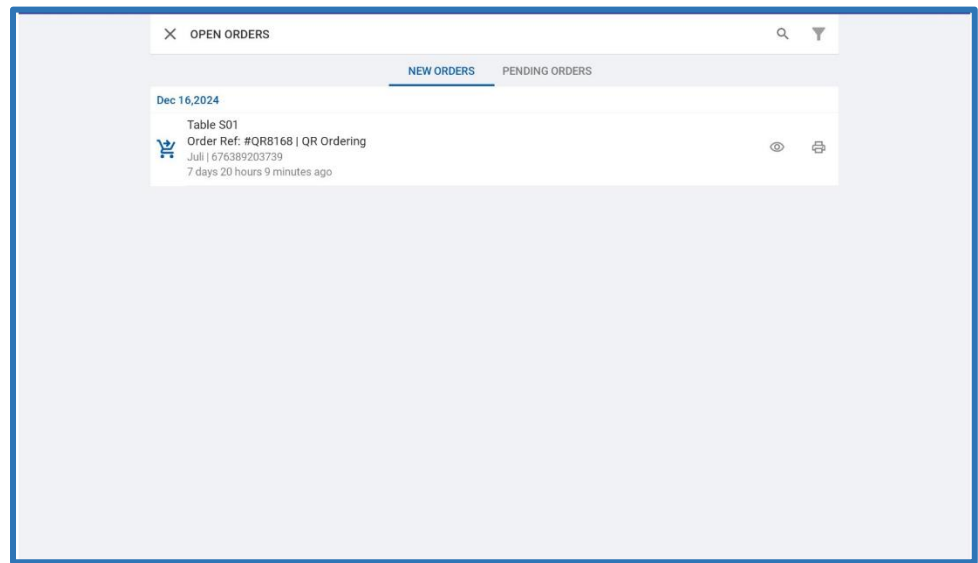 OPEN ORDERS
NEW ORDERS PENDING ORDERS
Dec 16,2024
Table S01
Order Ref: #QR8168 | QR Ordering
Juli | 676389203739
7 days 20 hours 9 minutes ago